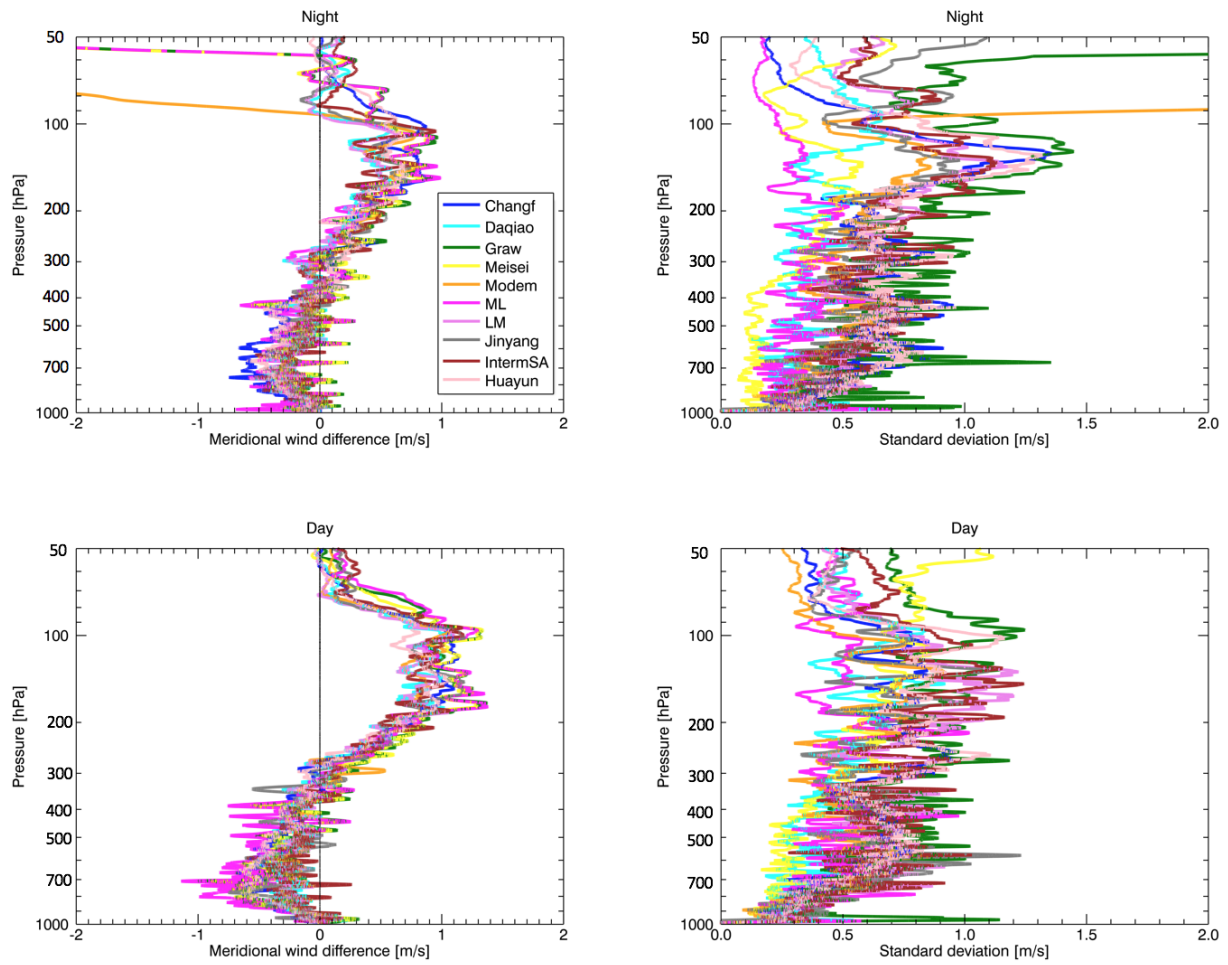 Night
50
100
200
300
400
500
700
1000
Pressure [hPa]
-2
-1
0
1
2
Meridional wind difference [m/s]
Changf
Daqiao
Graw
Meisei
Modem
ML
LM
Jinyang
IntermSA
Huayun
Night
50
100
200
300
400
500
700
1000
Pressure [hPa]
0.0
0.5
1.0
1.5
2.0
Standard deviation [m/s]
Day
50
100
200
300
400
500
700
1000
Pressure [hPa]
-2
-1
0
1
2
Meridional wind difference [m/s]
Day
50
100
200
300
400
500
700
1000
Pressure [hPa]
0.0
0.5
1.0
1.5
2.0
Standard deviation [m/s]